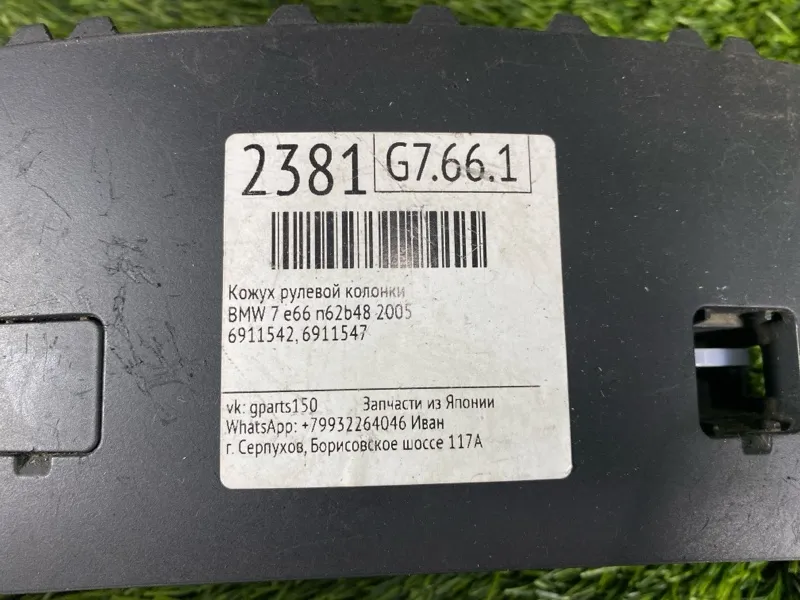 2381 G7.66.1
Кожух рулевой колонки
BMW 7 e66 n62b48 2005
6911542, 6911547
vk: gparts150 Запчасти из Японии
WhatsApp: +79932264046 Иван
г. Серпухов, Борисовское шоссе 117А